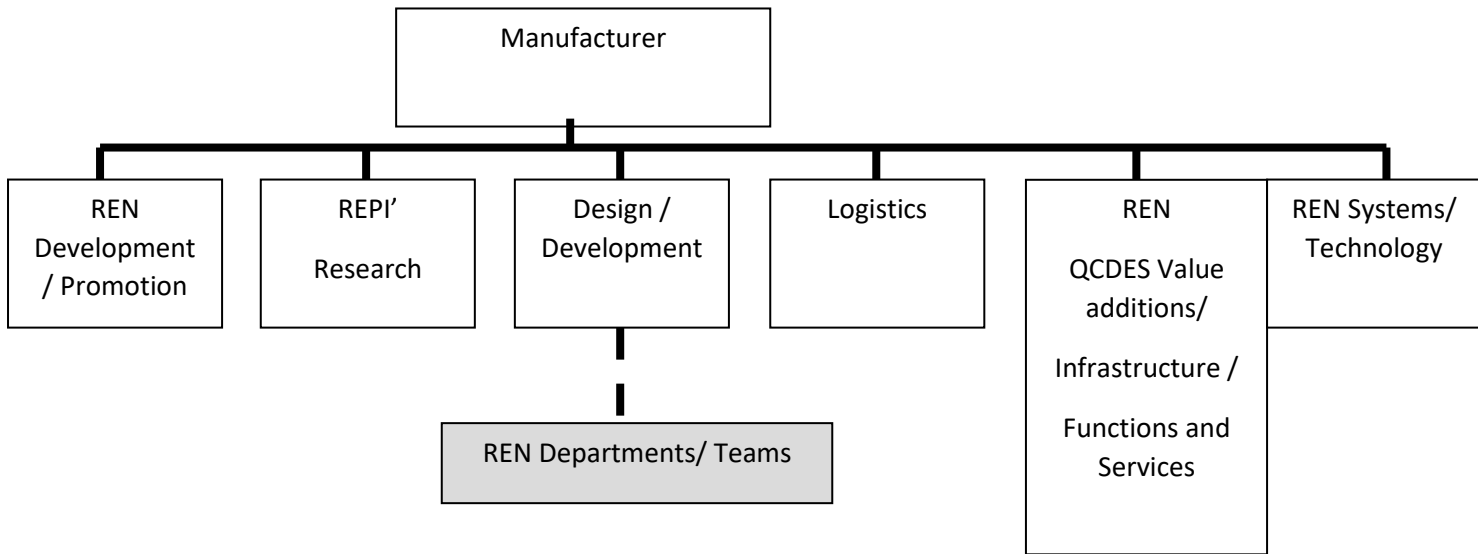 Manufacturer
REN
Development
/ Promotion
REPI’
Research
Design /
Development
Logistics
REN
QCDES Value
additions/
Infrastructure /
Functions and
Services
REN Systems/
Technology
REN Departments/ Teams